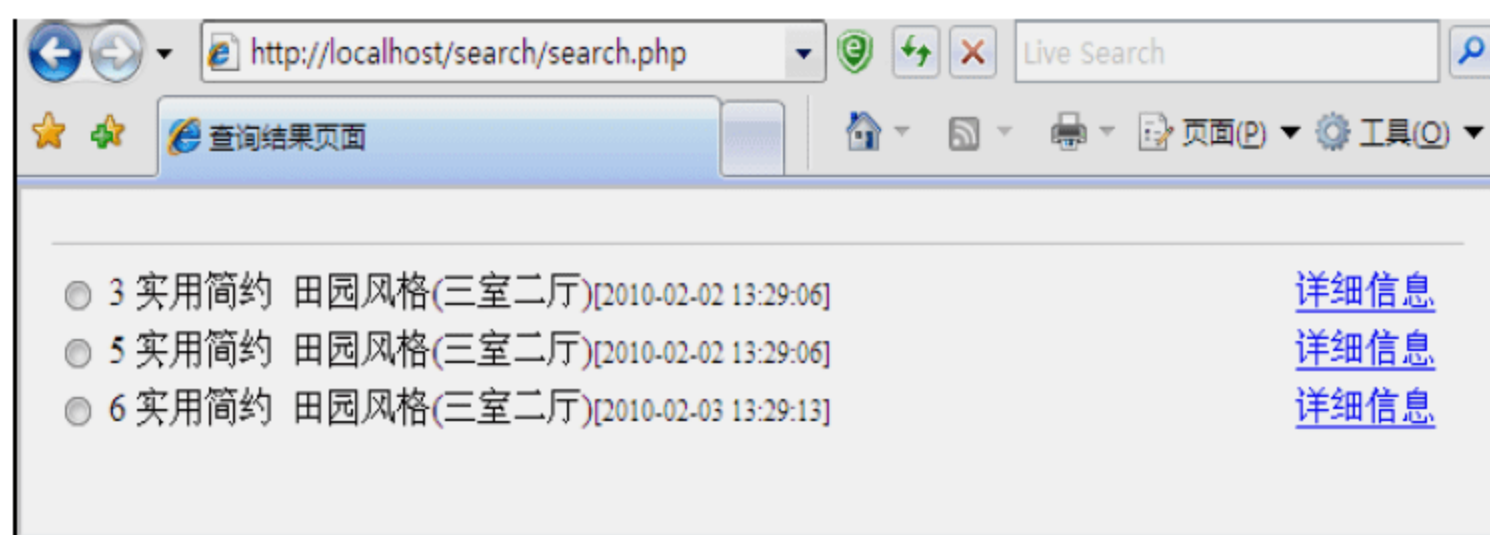 http://localhost/search/search.php Live Search
查询结果页面 页面(P) 工具(O)
3 实用简约 田园风格(三室二厅)[2010-02-02 13:29:06] 详细信息
5 实用简约 田园风格(三室二厅)[2010-02-02 13:29:06] 详细信息
6 实用简约 田园风格(三室二厅)[2010-02-03 13:29:13] 详细信息